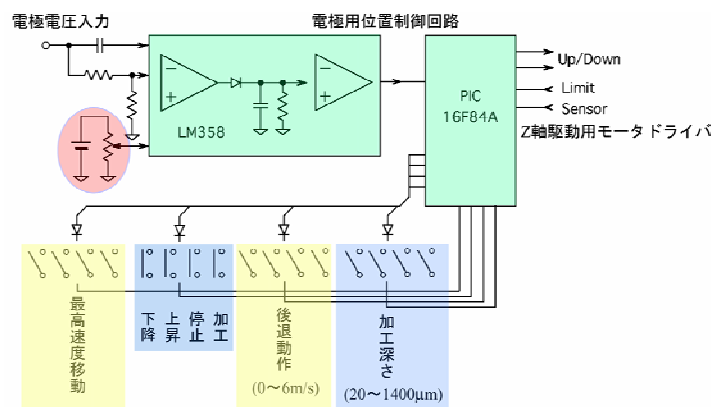 電極電圧入力
電極用位置制御回路
LM358
PIC
16F84A
Up/Down
Limit
Sensor
Z軸駆動用モータドライバ
最高速度移動
下降
上昇
停止
加工
後退動作
(0～6m/s)
加工深さ
(20～1400μm)